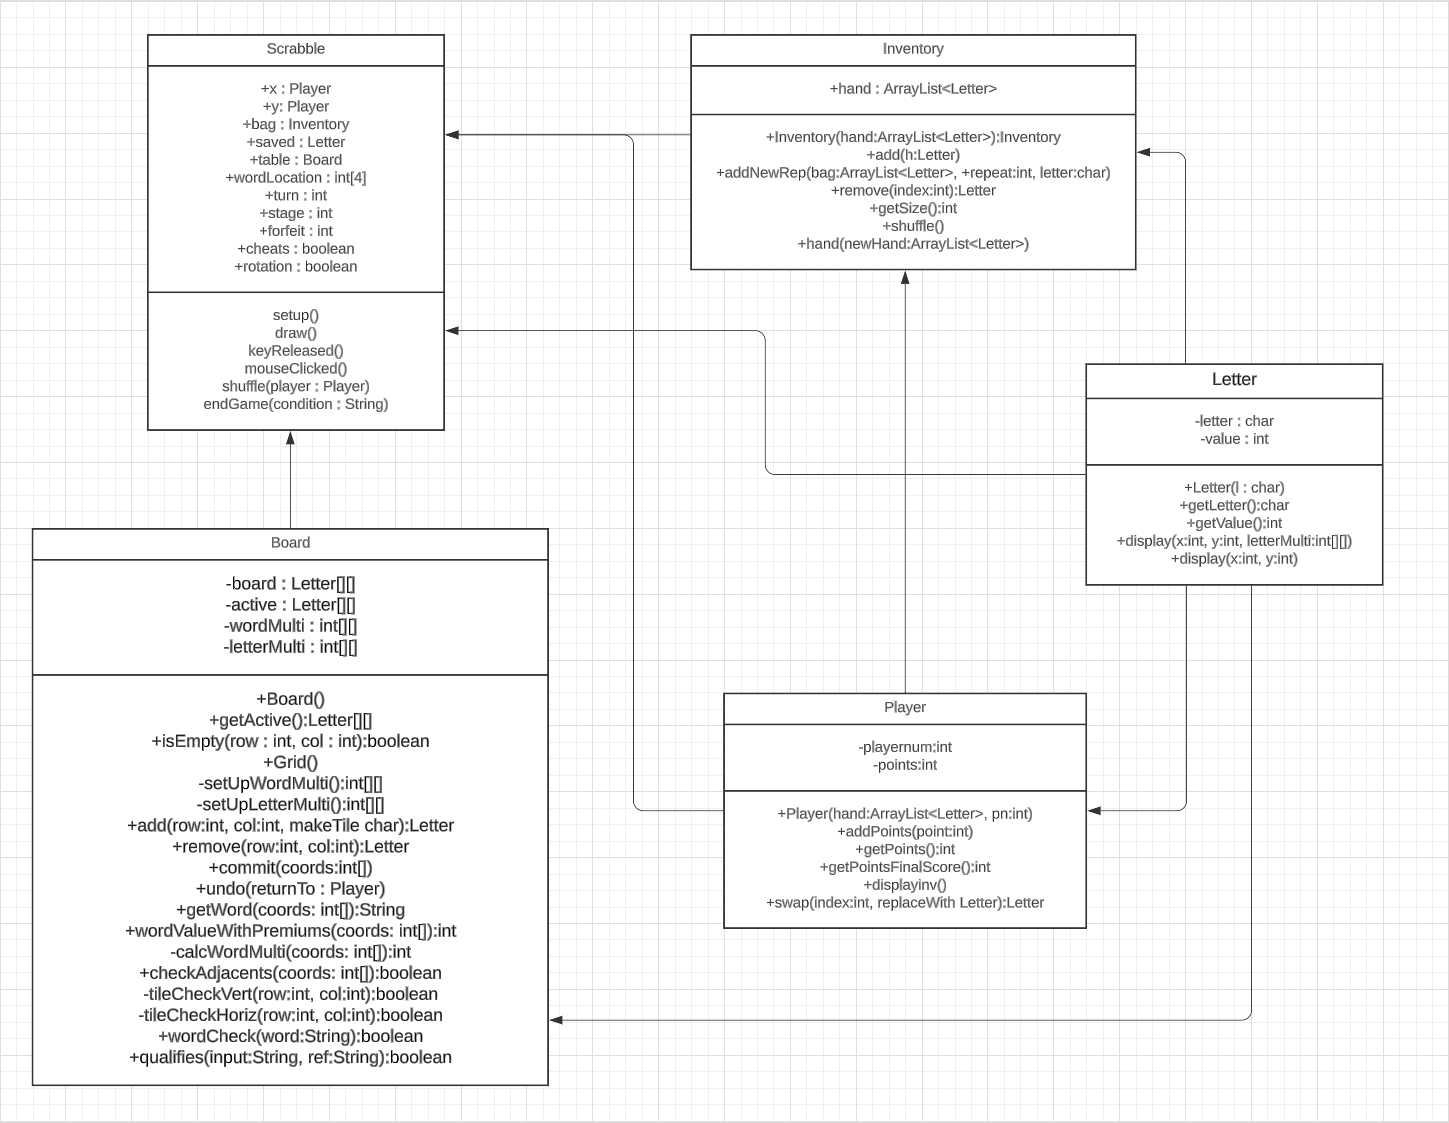 Scrabble
+x : Player
+y: Player
+bag : Inventory
+saved : Letter
+table : Board
+wordLocation : int[4]
+turn : int
+stage : int
+forfeit : int
+cheats : boolean
+rotation : boolean
setup()
draw()
keyReleased()
mouseClicked()
shuffle(player : Player)
endGame(condition : String)
Inventory
+hand : ArrayList<Letter>
+Inventory(hand:ArrayList<Letter>):Inventory
+add(h:Letter)
+addNewRep(bag:ArrayList<Letter>, +repeat:int, letter:char)
+remove(index:int):Letter
+getSize():int
+shuffle()
+hand(newHand:ArrayList<Letter>)
Letter
-letter : char
-value : int
+Letter(l : char)
+getLetter():char
+getValue():int
+display(x:int, y:int, letterMulti:int[][])
+display(x:int, y:int)
Board
-board : Letter[][]
-active : Letter[][]
-wordMulti : int[][]
-letterMulti : int[][]
+Board()
+getActive():Letter[][]
+isEmpty(row : int, col : int):boolean
+Grid()
-setUpWordMulti():int[][]
-setUpLetterMulti():int[][]
+add(row:int, col:int, makeTile char):Letter
+remove(row:int, col:int):Letter
+commit(coords:int[])
+undo(returnTo : Player)
+getWord(coords: int[]):String
+wordValueWithPremiums(coords: int[]):int
-calcWordMulti(coords: int[]):int
+checkAdjacents(coords: int[]):boolean
-tileCheckVert(row:int, col:int):boolean
-tileCheckHoriz(row:int, col:int):boolean
+wordCheck(word:String):boolean
+qualifies(input:String, ref:String):boolean
Player
-playernum:int
-points:int
+Player(hand:ArrayList<Letter>, pn:int)
+addPoints(point:int)
+getPoints():int
+getPointsFinalScore():int
+displayinv()
+swap(index:int, replaceWith Letter):Letter